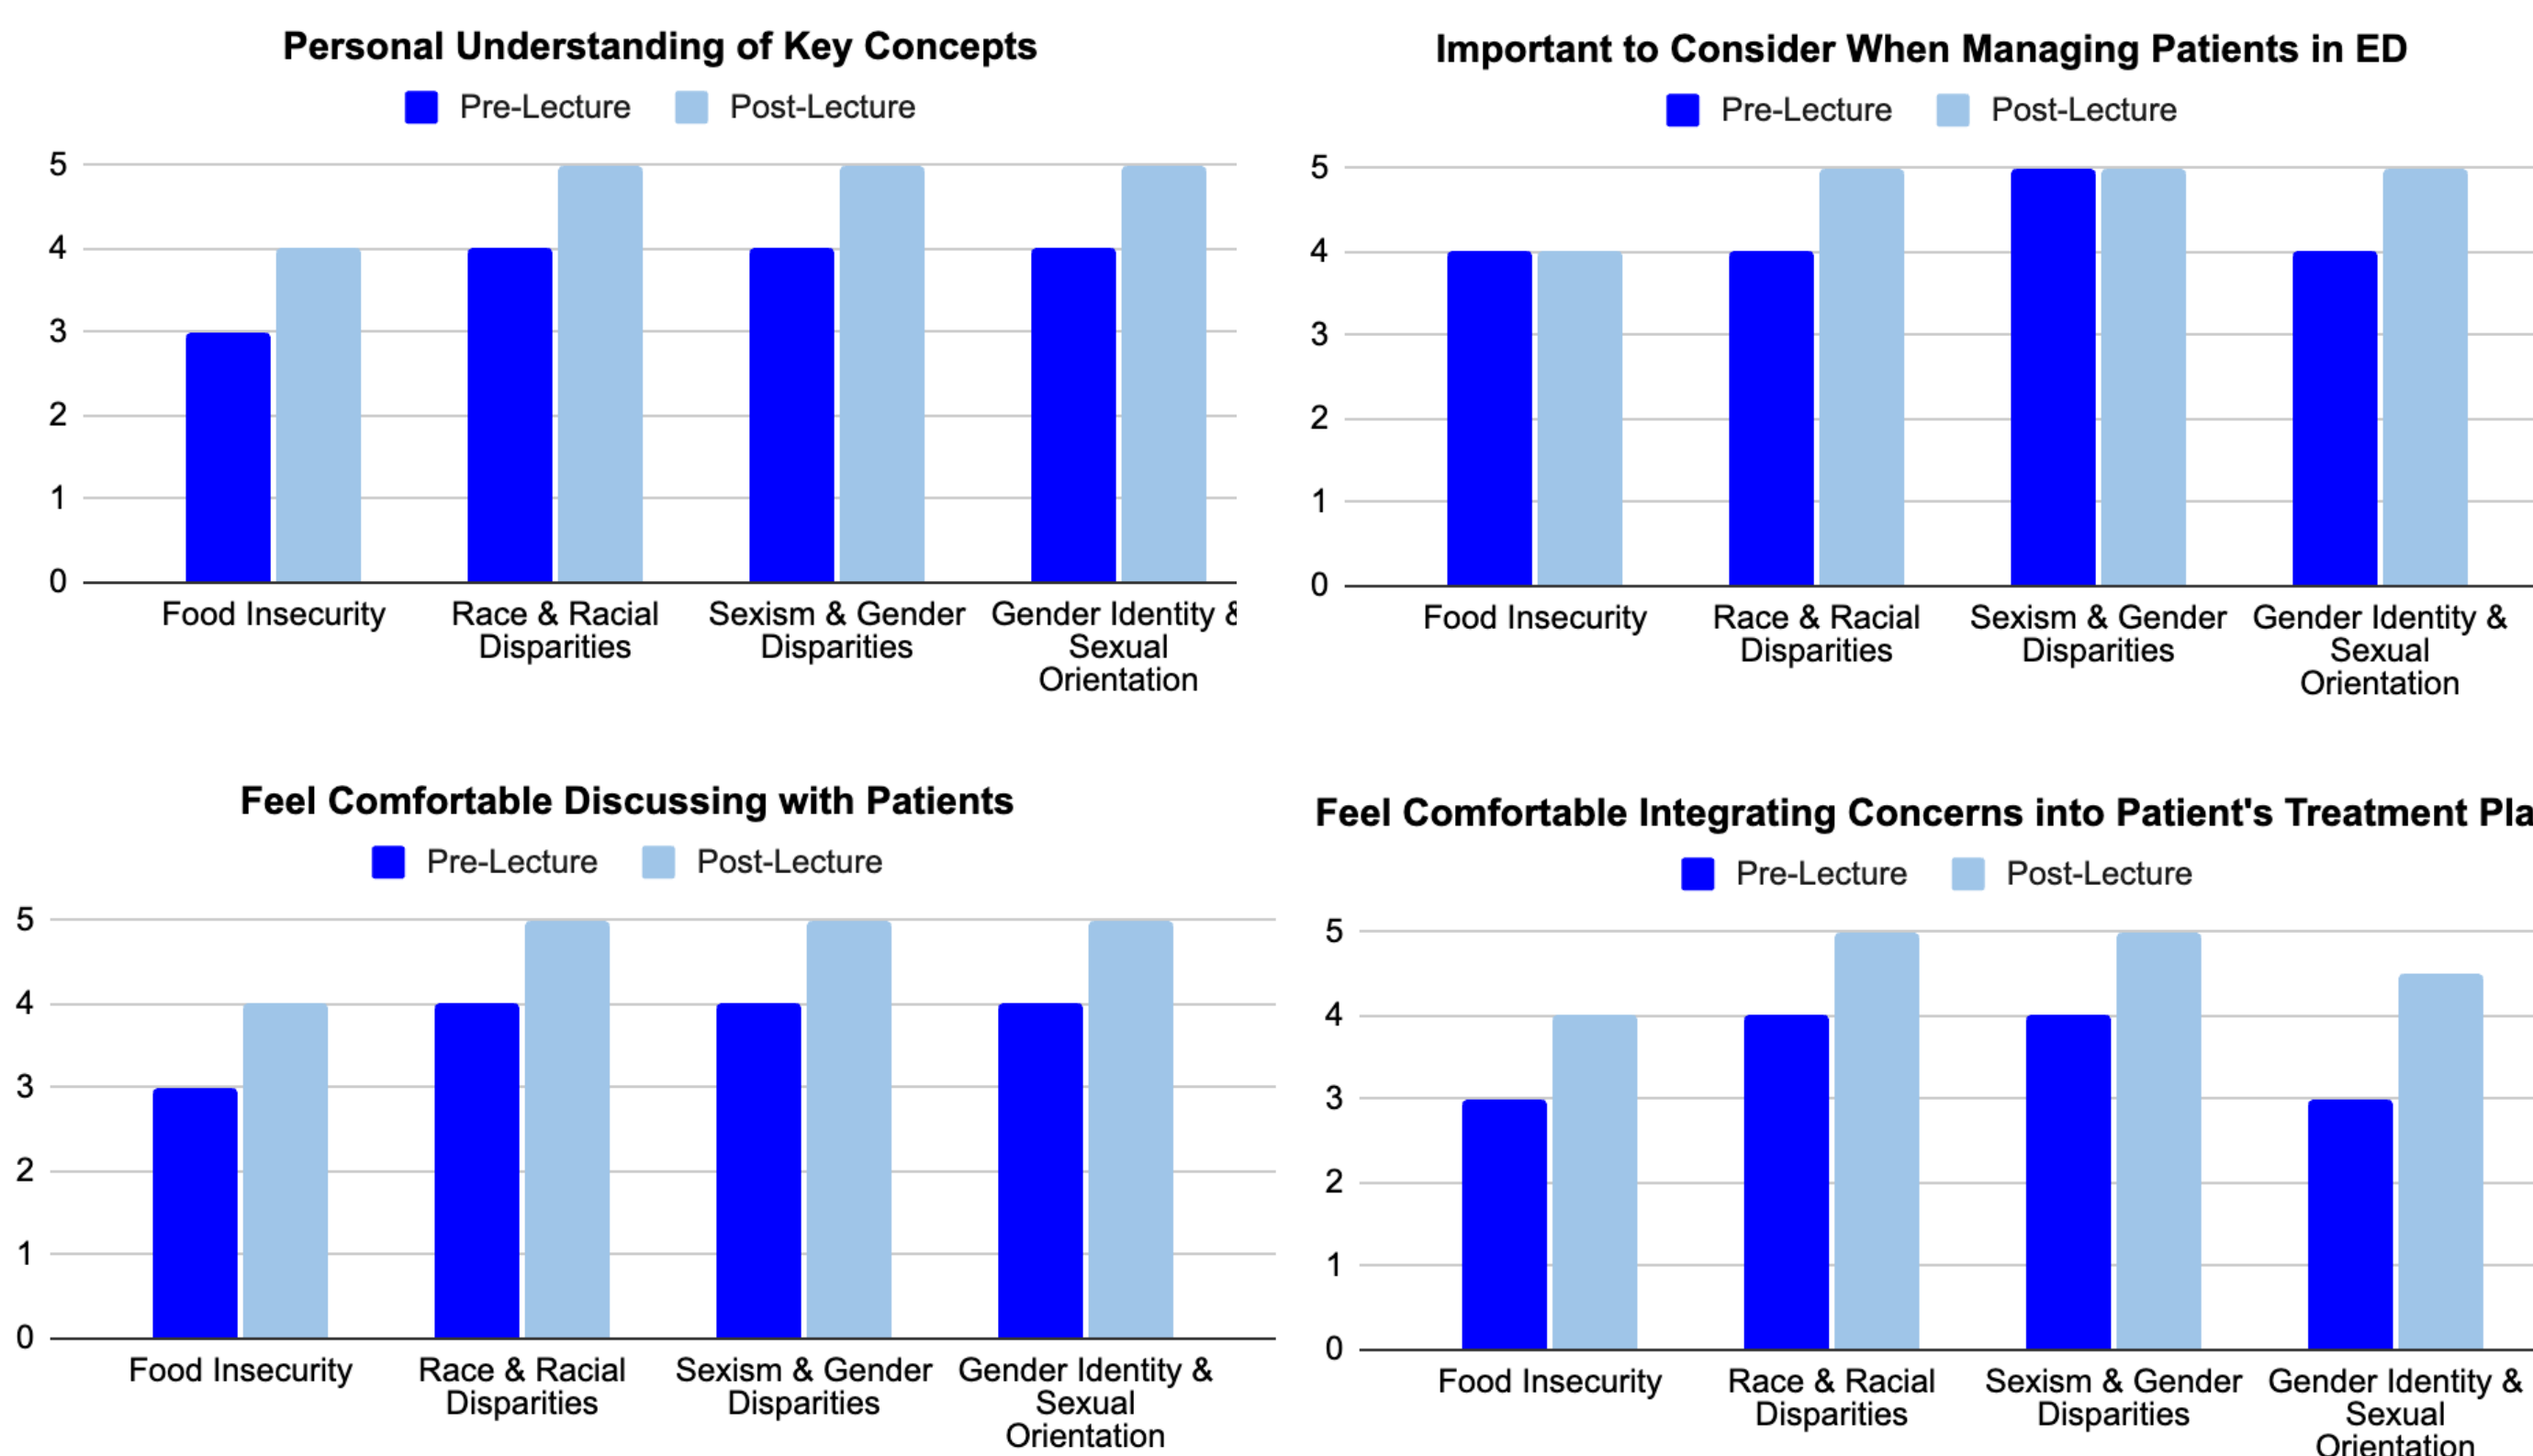 Personal Understanding of Key Concepts
Pre-Lecture Post-Lecture
5
4
3
2
1
0
Food Insecurity Race & Racial Sexism & Gender Gender Identity &
Disparities Disparities Sexual
Orientation
Important to Consider When Managing Patients in ED
Pre-Lecture Post-Lecture
5
4
3
2
1
0
Food Insecurity Race & Racial Sexism & Gender Gender Identity &
Disparities Disparities Sexual
Orientation
Feel Comfortable Discussing with Patients
Pre-Lecture Post-Lecture
5
4
3
2
1
0
Food Insecurity Race & Racial Sexism & Gender Gender Identity &
Disparities Disparities Sexual
Orientation
Feel Comfortable Integrating Concerns into Patient's Treatment Pla
Pre-Lecture Post-Lecture
5
4
3
2
1
0
Food Insecurity Race & Racial Sexism & Gender Gender Identity &
Disparities Disparities Sexual
Orientation